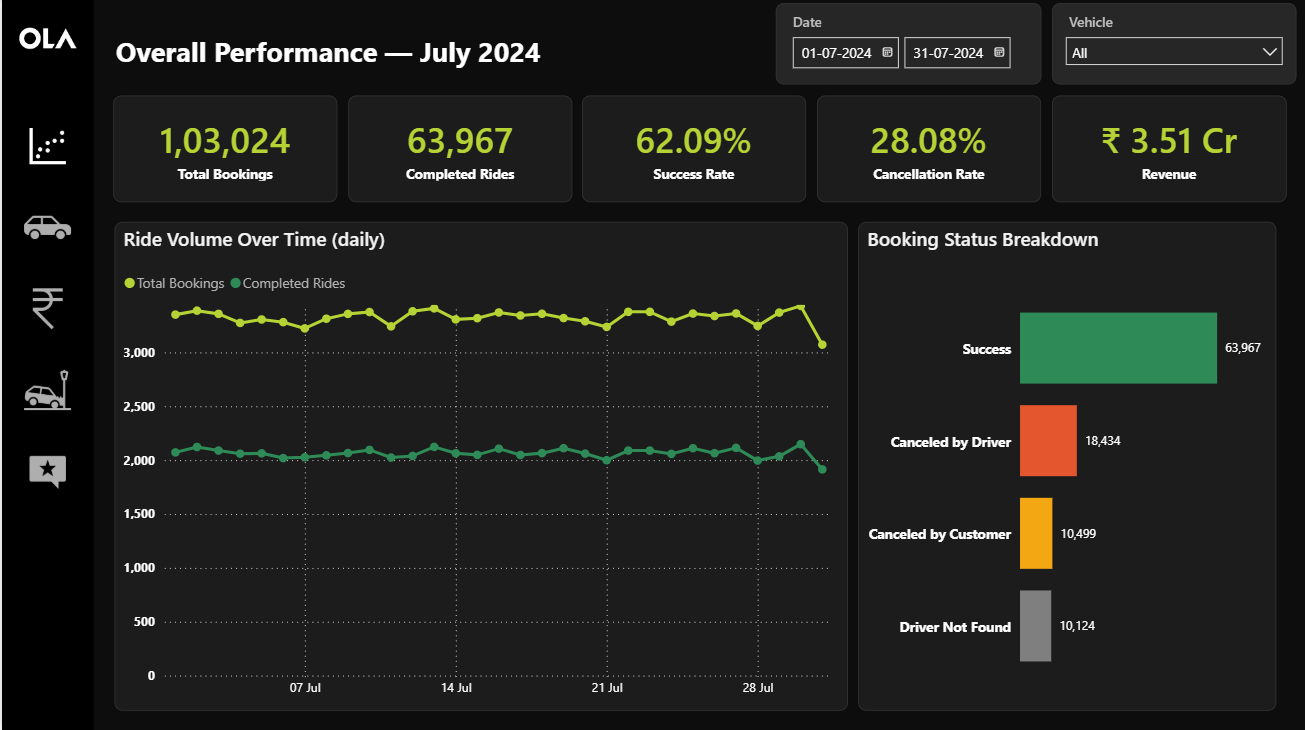 OLA
Overall Performance — July 2024
Date
01-07-2024 31-07-2024
Vehicle
All
1,03,024
Total Bookings
63,967
Completed Rides
62.09%
Success Rate
28.08%
Cancellation Rate
₹ 3.51 Cr
Revenue
Ride Volume Over Time (daily)
Total Bookings Completed Rides
3,000
2,500
2,000
1,500
1,000
500
0
07 Jul 14 Jul 21 Jul 28 Jul
Booking Status Breakdown
Success 63,967
Canceled by Driver 18,434
Canceled by Customer 10,499
Driver Not Found 10,124